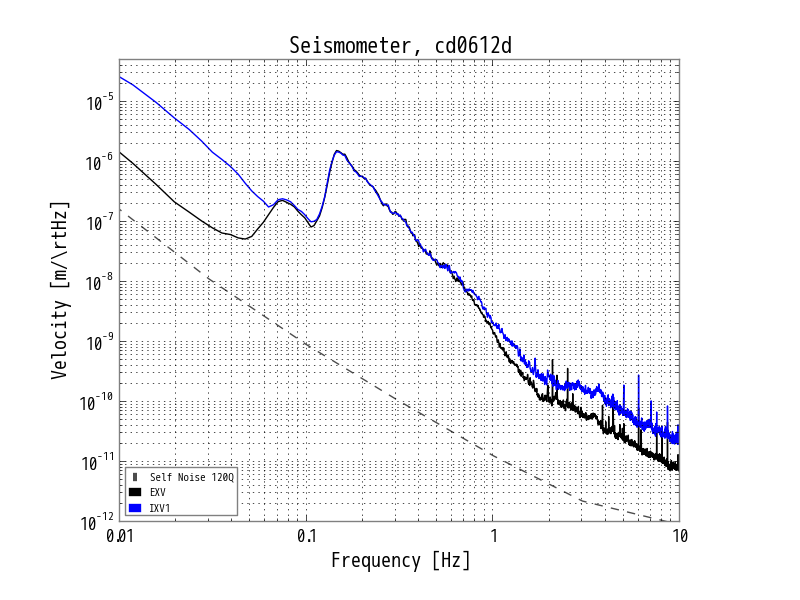 Seismometer, cd0612d
Velocity [m/\rtHz]
10^-5
10^-6
10^-7
10^-8
10^-9
10^-10
10^-11
10^-12
Self Noise 120Q
EXV
IXV1
0.01
0.1
1
10
Frequency [Hz]